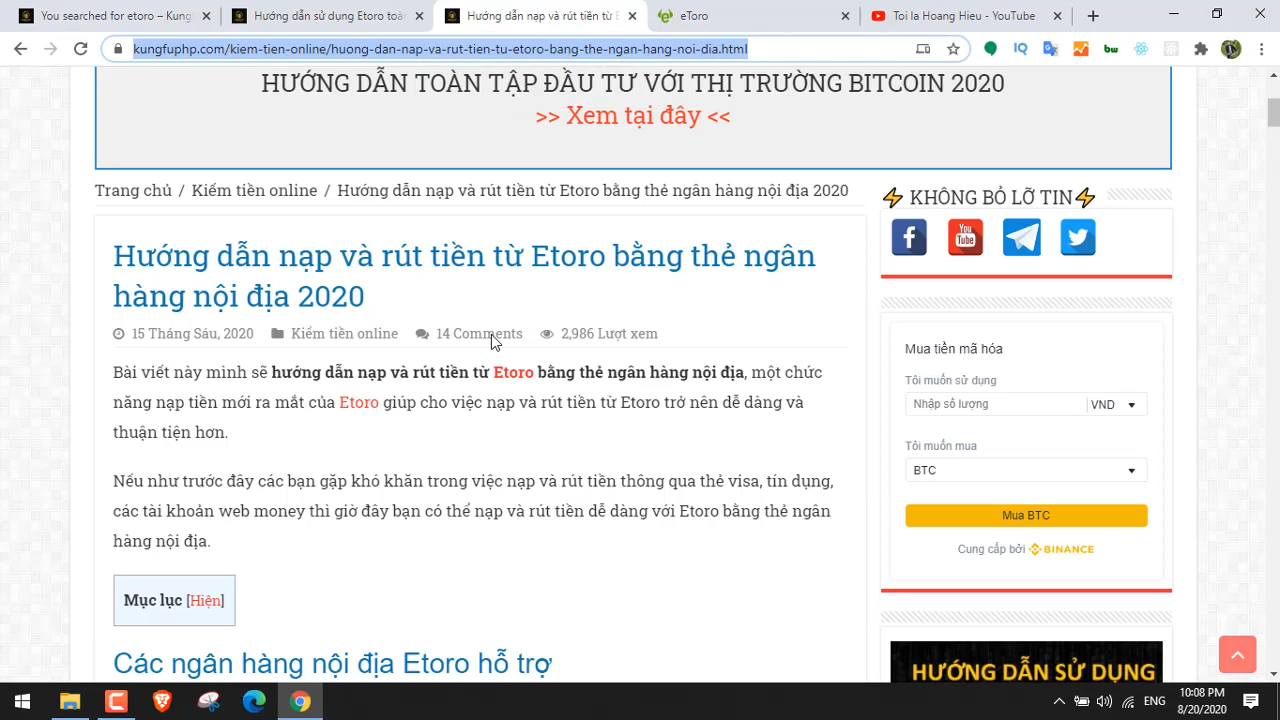 Hướng dẫn sử dụng Etoro toàn
Hướng dẫn nạp và rút tiền từ E
eToro
Toi la Hoang Hieu - YouTube
kungfuphp.com/kiem-tien-online/huong-dan-nap-va-rut-tien-tu-etoro-bang-the-ngan-hang-noi-dia.html
IQ
bw
HƯỚNG DẪN TOÀN TẬP ĐẦU TƯ VỚI THỊ TRƯỜNG BITCOIN 2020
>> Xem tại đây <<
Trang chủ / Kiếm tiền online / Hướng dẫn nạp và rút tiền từ Etoro bằng thẻ ngân hàng nội địa 2020
Hướng dẫn nạp và rút tiền từ Etoro bằng thẻ ngân
hàng nội địa 2020
15 Tháng Sáu, 2020 Kiếm tiền online 14 Comments 2,986 Lượt xem
Bài viết này mình sẽ hướng dẫn nạp và rút tiền từ Etoro bằng thẻ ngân hàng nội địa, một chức
năng nạp tiền mới ra mắt của Etoro giúp cho việc nạp và rút tiền từ Etoro trở nên dễ dàng và
thuận tiện hơn.
Nếu như trước đây các bạn gặp khó khăn trong việc nạp và rút tiền thông qua thẻ visa, tín dụng,
các tài khoản web money thì giờ đây bạn có thể nạp và rút tiền dễ dàng với Etoro bằng thẻ ngân
hàng nội địa.
Mục lục [Hiện]
Các ngân hàng nội địa Etoro hỗ trợ
⚡ KHÔNG BỎ LỠ TIN⚡
You
Tube
Mua tiền mã hóa
Tôi muốn sử dụng
Nhập số lượng VND
Tôi muốn mua
BTC
Mua BTC
Cung cấp bởi BINANCE
HƯỚNG DẪN SỬ DỤNG
ENG
10:08 PM
8/20/2020